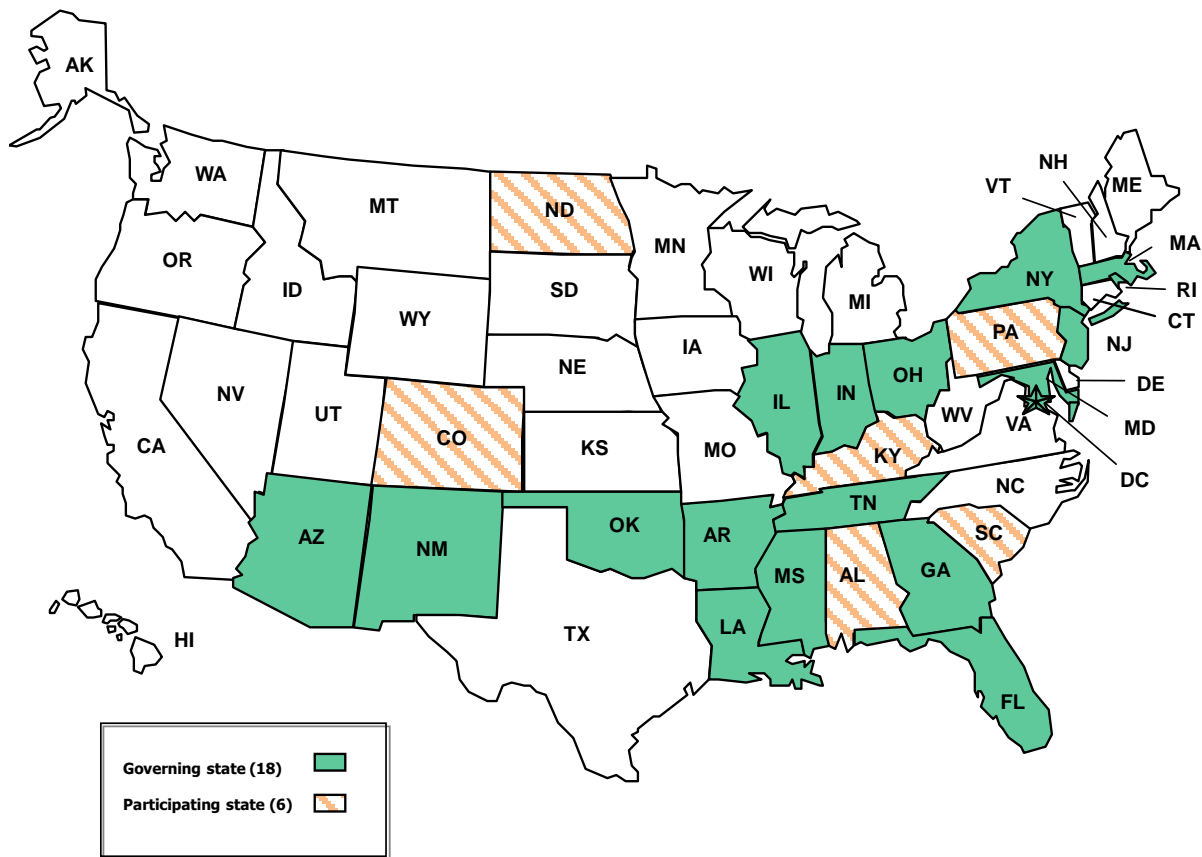 AK
WA
MT
ND
MN
VT
NH
ME
OR
ID
SD
WI
MI
NY
MA
RI
CT
WY
IA
PA
NJ
NE
NV
UT
CO
IL
IN
OH
DE
WV
VA
MD
CA
KS
MO
KY
DC
NC
TN
AZ
NM
OK
AR
SC
MS
AL
GA
LA
TX
HI
FL
Governing state (18)
Participating state (6)